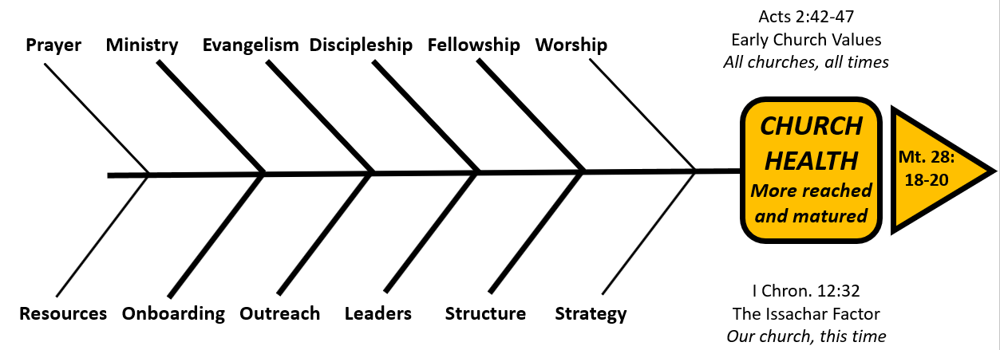 Acts 2:42-47
Early Church Values
All churches, all times
Prayer Ministry Evangelism Discipleship Fellowship Worship
CHURCH
HEALTH
More reached
and matured
Mt. 28:
18-20
I Chron. 12:32
The Issachar Factor
Our church, this time
Resources Onboarding Outreach Leaders Structure Strategy